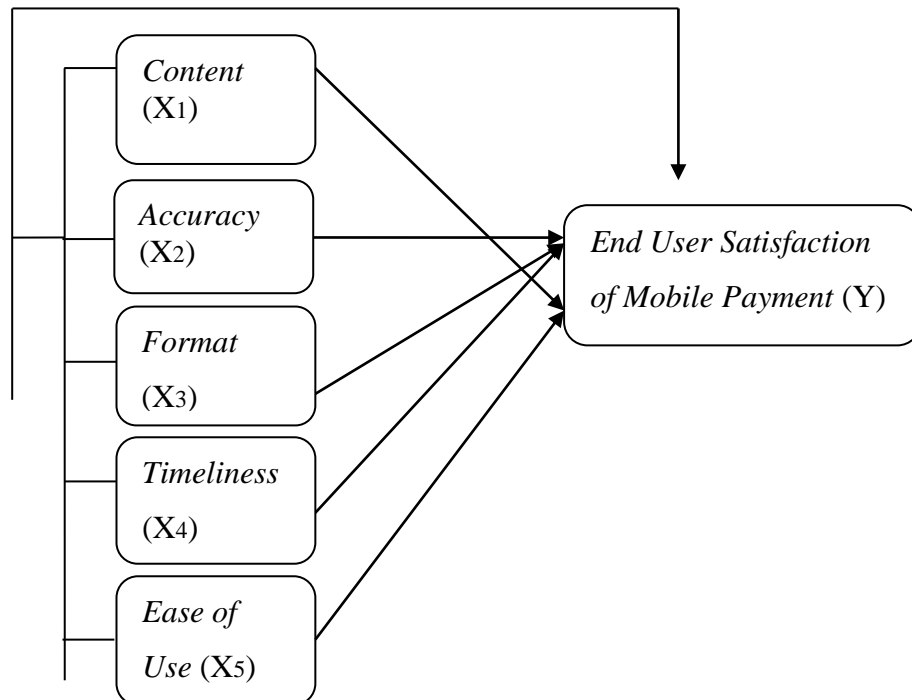 Content
(X1)
Accuracy
(X2)
Format
(X3)
Timeliness
(X4)
Ease of
Use (X5)
End User Satisfaction
of Mobile Payment (Y)